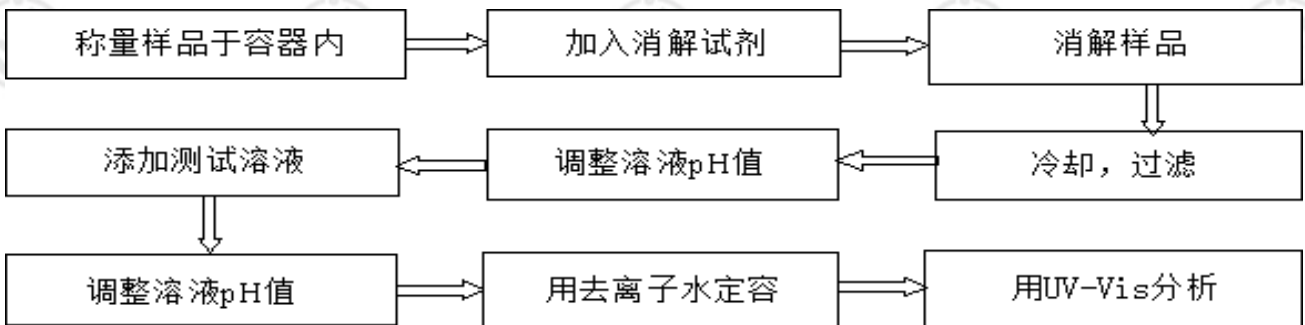 称量样品于容器内
加入消解试剂
消解样品
冷却，过滤
调整溶液pH值
添加测试溶液
调整溶液pH值
用去离子水定容
用UV-Vis分析